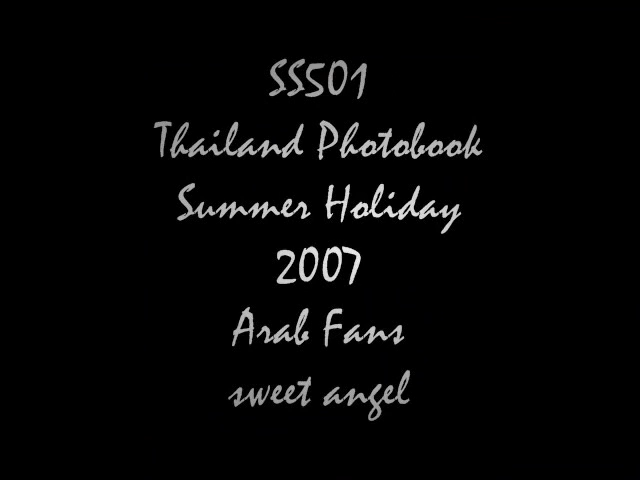 SS501
Thailand Photobook
Summer Holiday
2007
Arab Fans
sweet angel